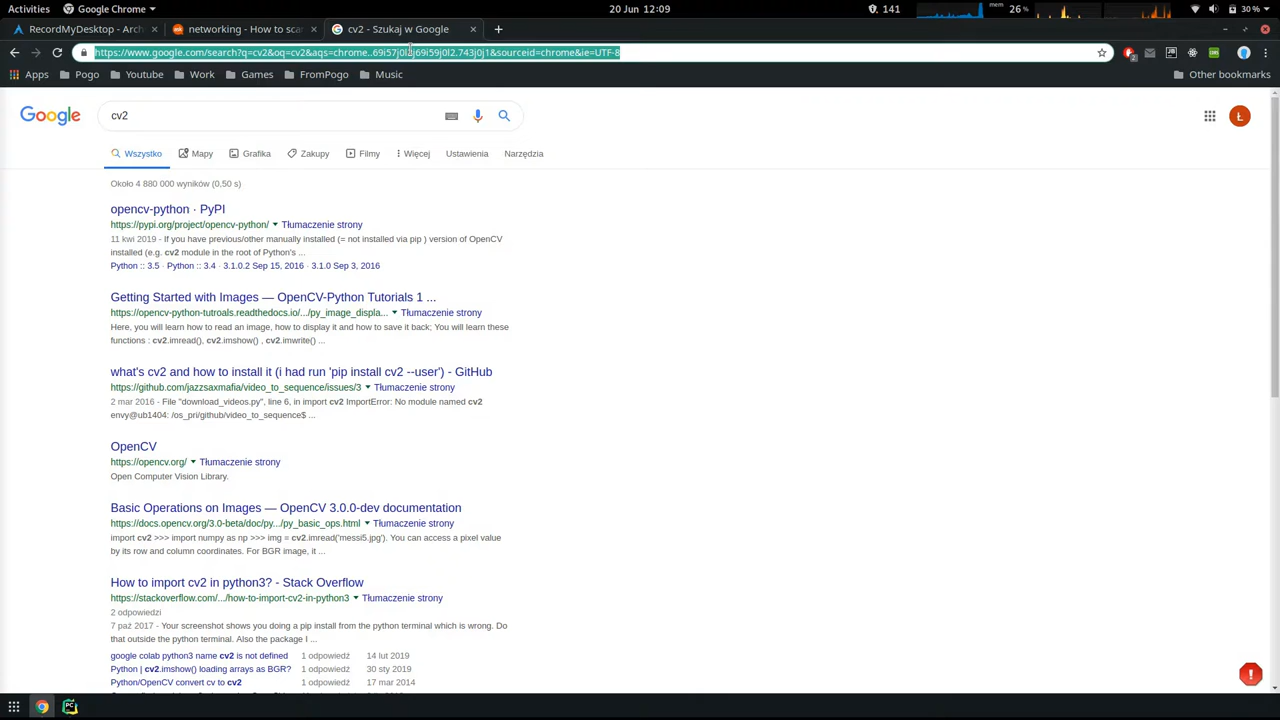 Activities
Google Chrome
20 Jun 12:09
141
mem
26 %
30 %
RecordMyDesktop - Arch
networking - How to scan
cv2 - Szukaj w Google
Apps
Pogo
Youtube
Work
Games
FromPogo
Music
Other bookmarks
Google
cv2
Ł
Wszystko
Mapy
Grafika
Zakupy
Filmy
Więcej
Ustawienia
Narzędzia
Około 4 880 000 wyników (0,50 s)
opencv-python · PyPI
https://pypi.org/project/opencv-python/ Tłumaczenie strony
11 kwi 2019 - If you have previous/other manually installed (= not installed via pip ) version of OpenCV
installed (e.g. cv2 module in the root of Python's ...
Python :: 3.5 · Python :: 3.4 · 3.1.0.2 Sep 15, 2016 · 3.1.0 Sep 3, 2016
Getting Started with Images — OpenCV-Python Tutorials 1 ...
https://opencv-python-tutroals.readthedocs.io/.../py_image_displa... Tłumaczenie strony
Here, you will learn how to read an image, how to display it and how to save it back; You will learn these
functions : cv2.imread(), cv2.imshow() , cv2.imwrite() ...
what's cv2 and how to install it (i had run 'pip install cv2 --user') - GitHub
https://github.com/jazzsaxmafia/video_to_sequence/issues/3 Tłumaczenie strony
2 mar 2016 - File "download_videos.py", line 6, in import cv2 ImportError: No module named cv2
envy@ub1404: /os_pri/github/video_to_sequence$ ...
OpenCV
https://opencv.org/ Tłumaczenie strony
Open Computer Vision Library.
Basic Operations on Images — OpenCV 3.0.0-dev documentation
https://docs.opencv.org/3.0-beta/doc/py.../py_basic_ops.html Tłumaczenie strony
import cv2 >>> import numpy as np >>> img = cv2.imread('messi5.jpg'). You can access a pixel value
by its row and column coordinates. For BGR image, it ...
How to import cv2 in python3? - Stack Overflow
https://stackoverflow.com/.../how-to-import-cv2-in-python3 Tłumaczenie strony
2 odpowiedzi
7 paź 2017 - Your screenshot shows you doing a pip install from the python terminal which is wrong. Do
that outside the python terminal. Also the package I ...
google colab python3 name cv2 is not defined 1 odpowiedź 14 lut 2019
Python | cv2.imshow() loading arrays as BGR? 1 odpowiedź 30 sty 2019
Python/OpenCV convert cv to cv2 1 odpowiedź 17 mar 2014